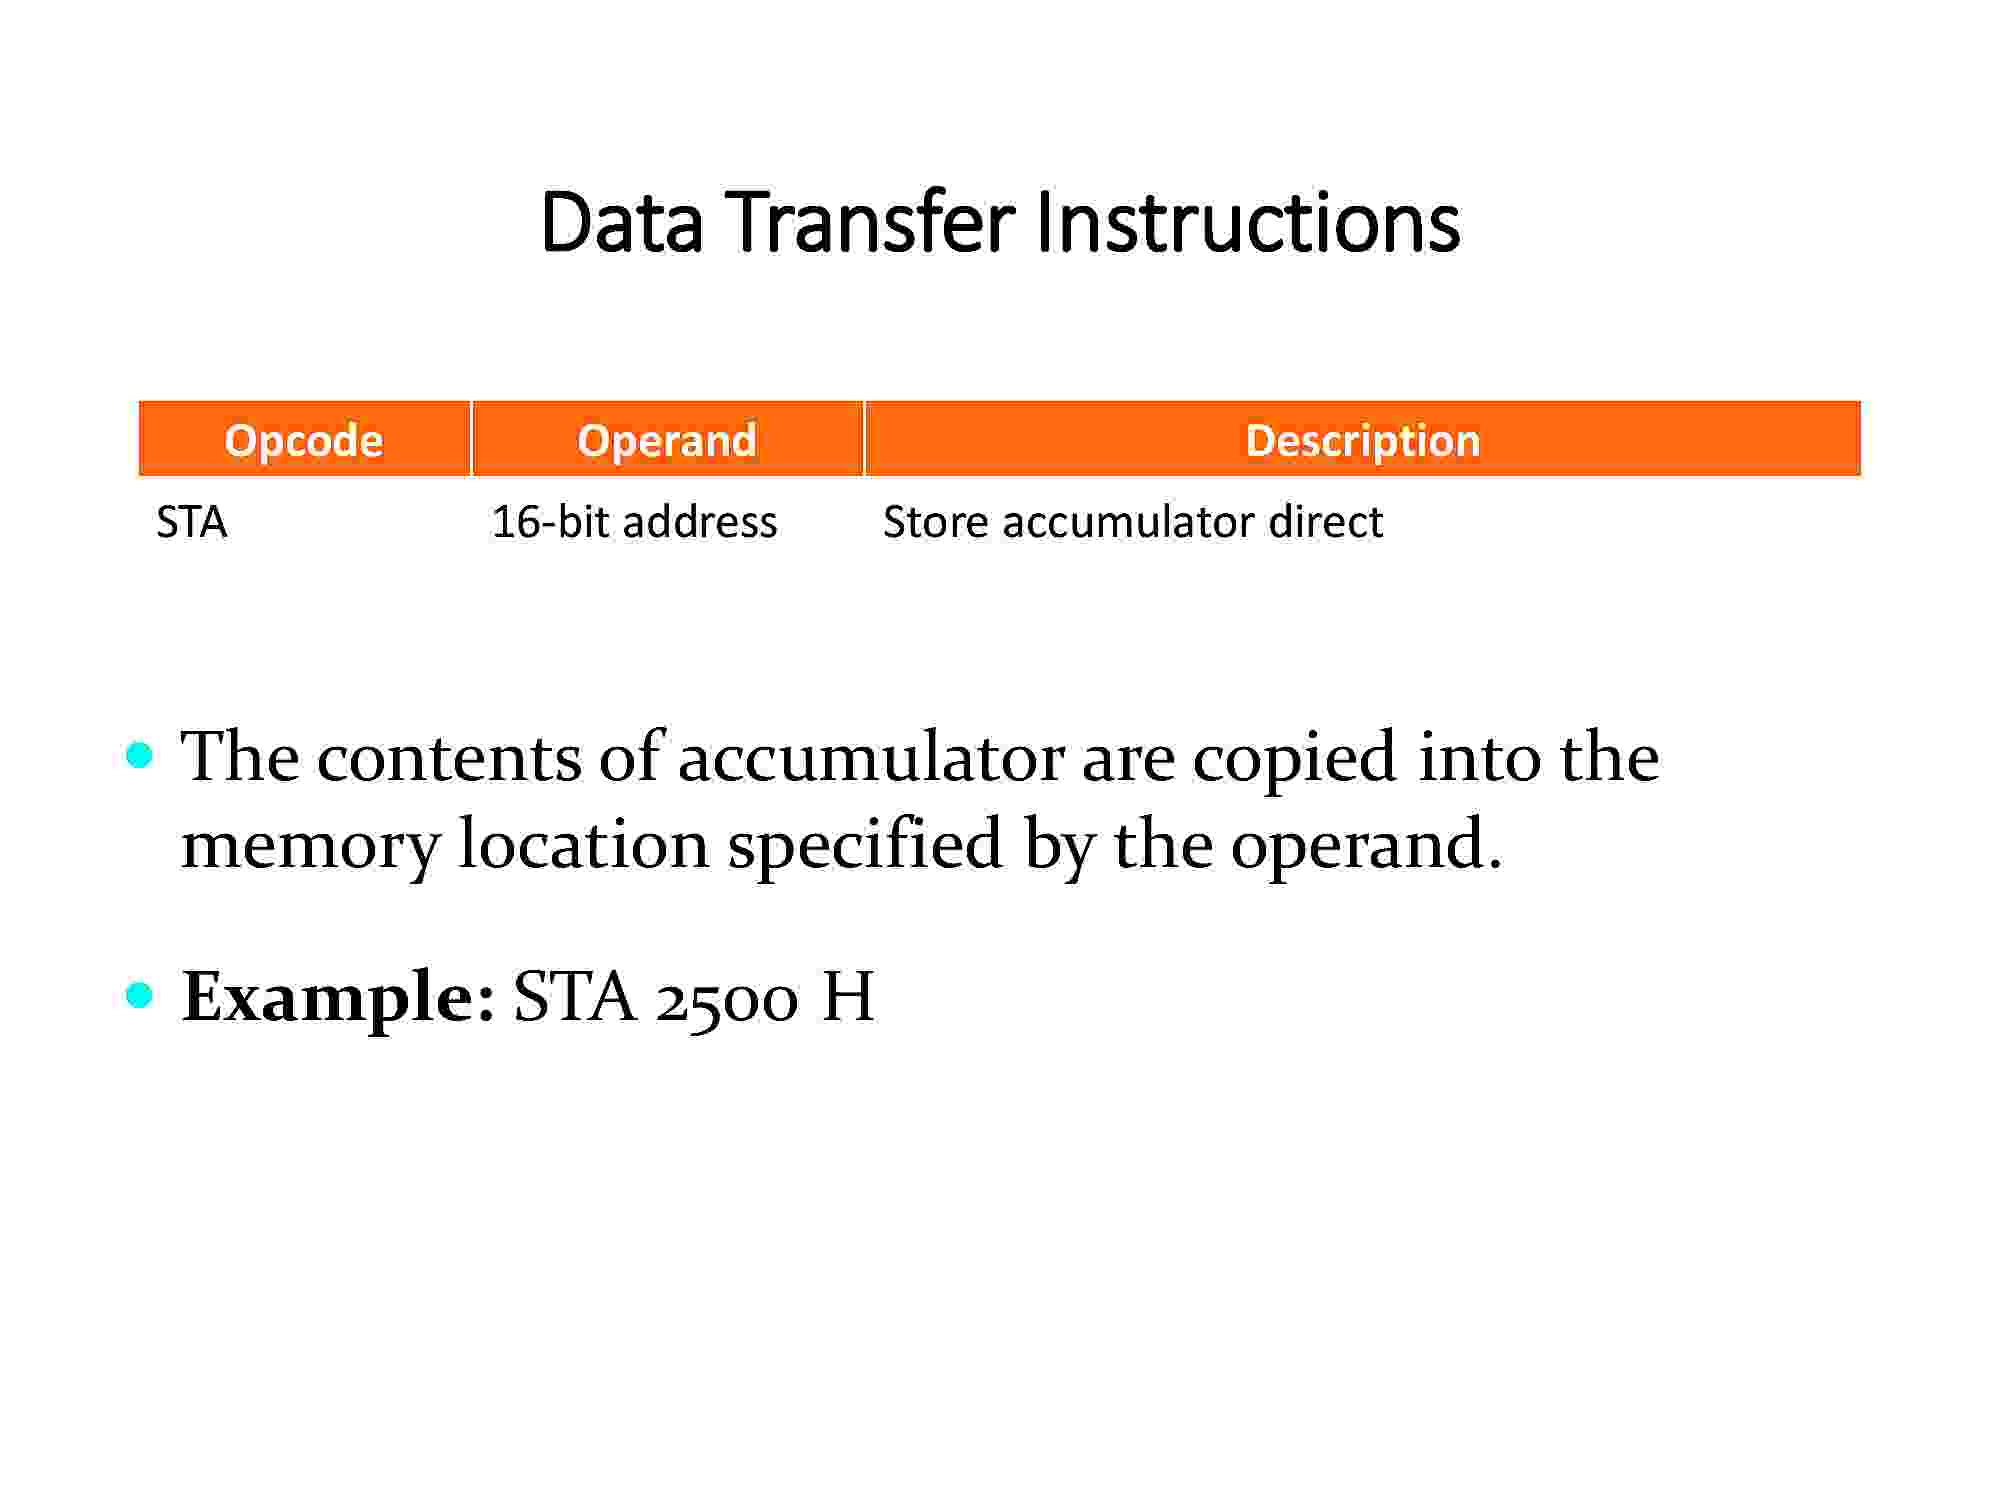 Data Transfer Instructions
Opcode Operand Description
STA 16-bit address Store accumulator direct
• The contents of accumulator are copied into the
memory location specified by the operand.
• Example: STA 2500 H